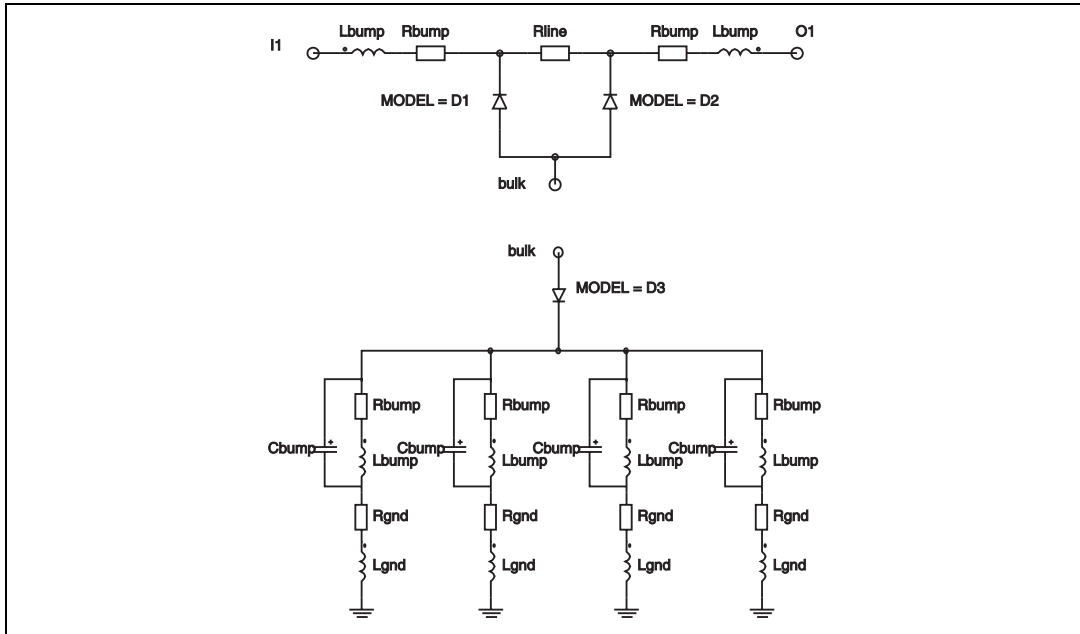 I1 Lbump Rbump Rline Rbump Lbump O1
MODEL = D1 MODEL = D2
bulk
bulk
MODEL = D3
Rbump Rbump Rbump Rbump
Cbump Cbump Cbump Cbump
Lbump Lbump Lbump Lbump
Rgnd Rgnd Rgnd Rgnd
Lgnd Lgnd Lgnd Lgnd